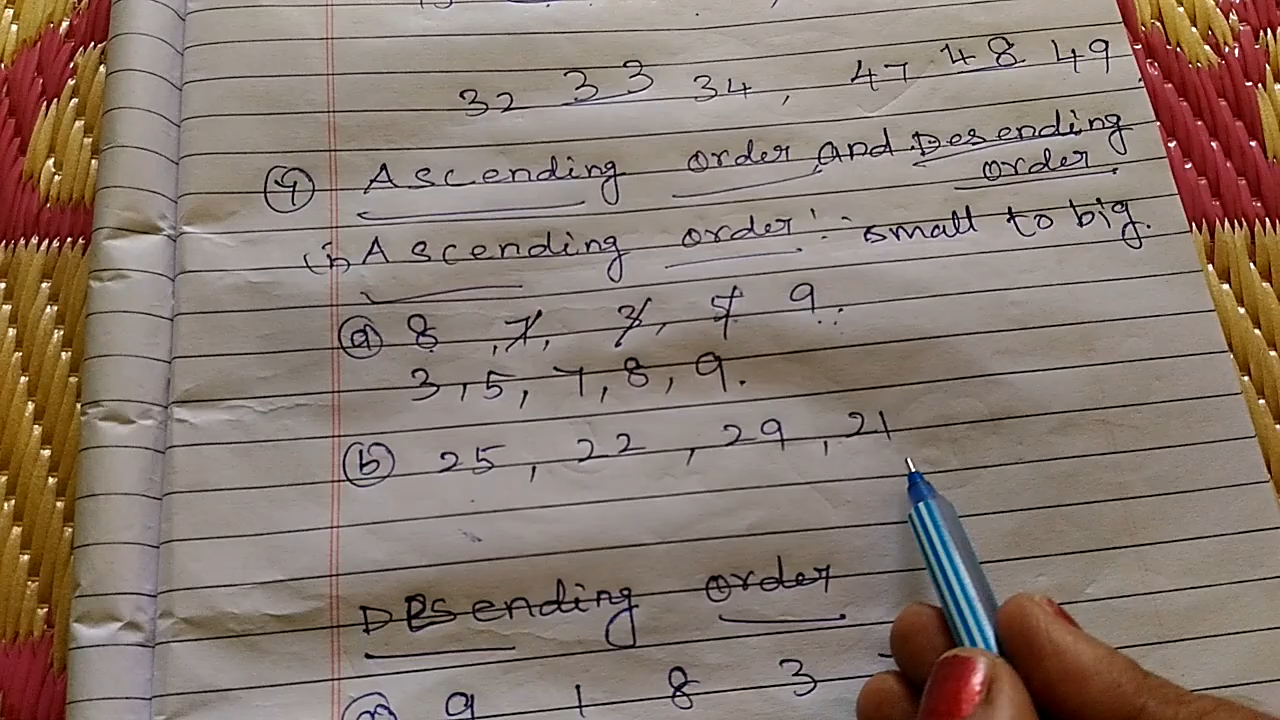 32 33 34, 47 48 49
4 Ascending order and Desending
order
(i) Ascending order :- small to big.
a 8, 7, 3, 5 9.
3, 5, 7, 8, 9.
b 25, 22, 29, 21
Desending order
9 1 8 3